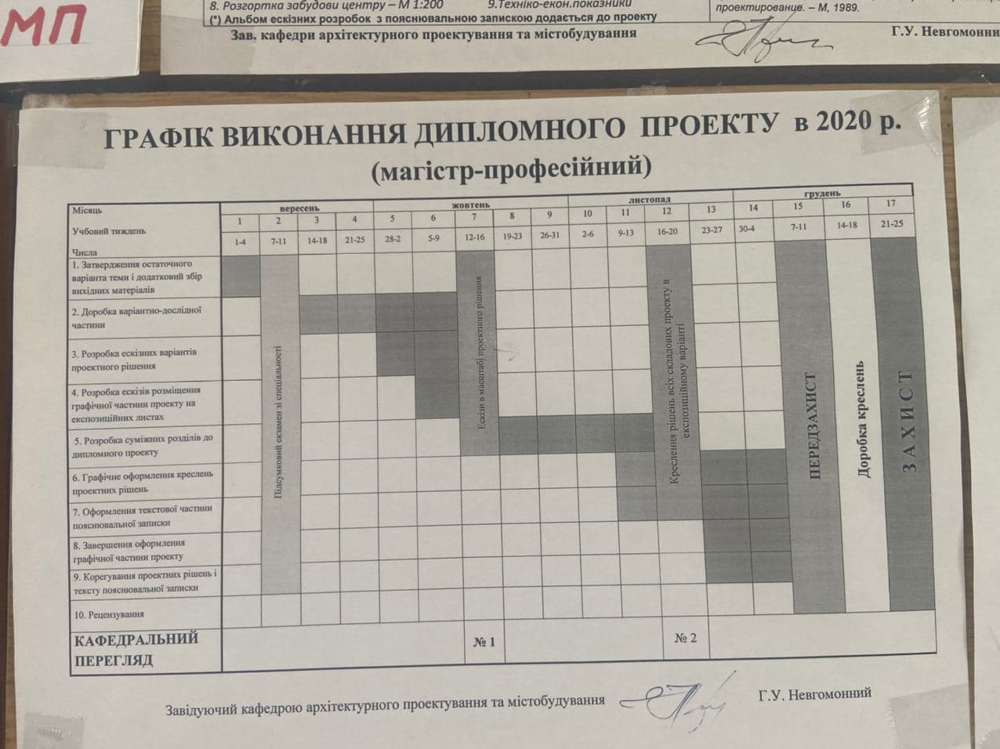 МП
8. Розгортка забудови центру – М 1:200
9.Техніко-екон.показники
(*) Альбом ескізних розробок з пояснювальною запискою додається до проекту
проектирование. – М, 1989.
Зав. кафедри архітектурного проектування та містобудування
Г.У. Невгомонни
ГРАФІК ВИКОНАННЯ ДИПЛОМНОГО ПРОЕКТУ в 2020 р.
(магістр-професійний)
Місяць
вересень
жовтень
листопад
грудень
Учбовий тиждень
1 2 3 4 5 6 7 8 9 10 11 12 13 14 15 16 17
Числа
1-4 7-11 14-18 21-25 28-2 5-9 12-16 19-23 26-31 2-6 9-13 16-20 23-27 30-4 7-11 14-18 21-25
1. Затвердження остаточного
варіанта теми і додатковий збір
вихідних матеріалів
2. Доробка варіантно-дослідної
частини
3. Розробка ескізних варіантів
проектного рішення
4. Розробка ескізів розміщення
графічної частини проекту на
експозиційних листах
5. Розробка суміжних розділів до
дипломного проекту
6. Графічне оформлення креслень
проектних рішень
7. Оформлення текстової частини
пояснювальної записки
8. Завершення оформлення
графічної частини проекту
9. Корегування проектних рішень і
тексту пояснювальної записки
10. Рецензування
Підсумковий екзамен зі спеціальності
Ескізи в масштабі проектного рішення
Креслення рішень всіх складових проекту в
експозиційному варіанті
ПЕРЕДЗАХИСТ
Доробка креслень
ЗАХИСТ
КАФЕДРАЛЬНИЙ
ПЕРЕГЛЯД
№ 1
№ 2
Завідуючий кафедрою архітектурного проектування та містобудування
Г.У. Невгомонний